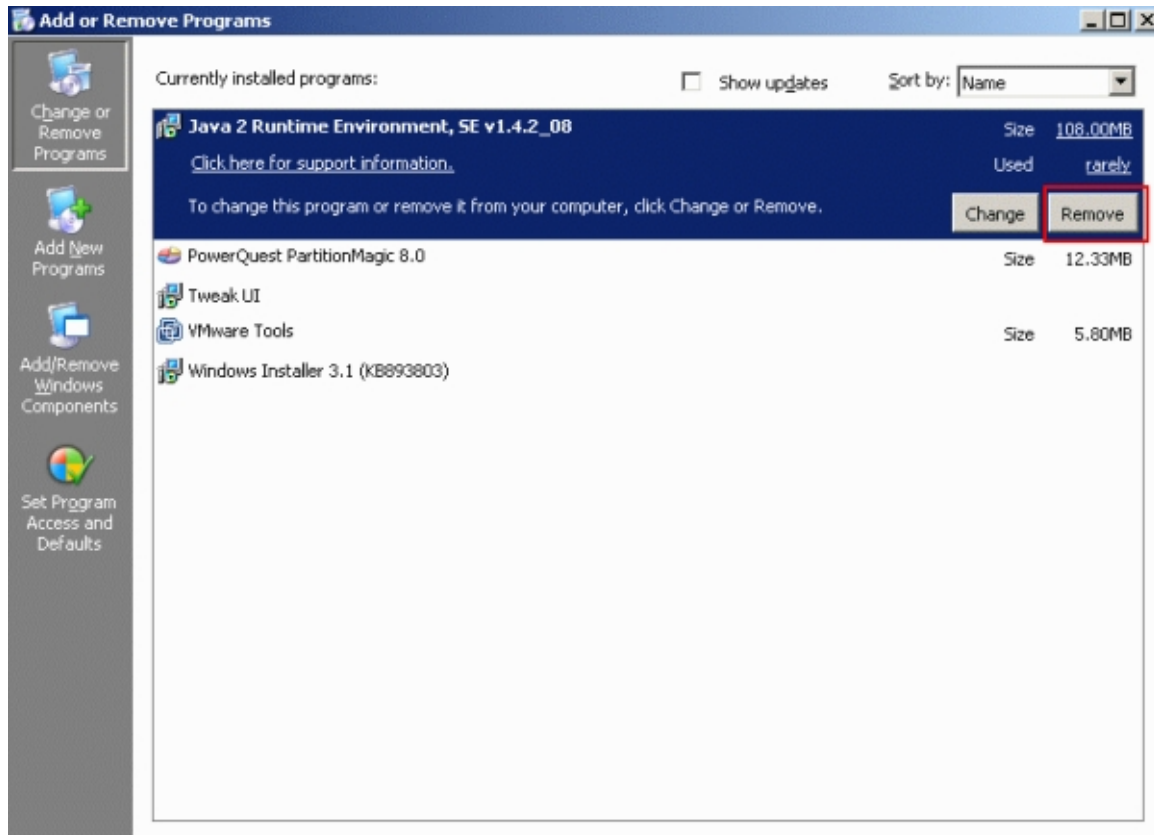 Add or Remove Programs
Change or
Remove
Programs
Add New
Programs
Add/Remove
Windows
Components
Set Program
Access and
Defaults
Currently installed programs:
Show updates
Sort by: Name
Java 2 Runtime Environment, SE v1.4.2_08
Size 108.00MB
Click here for support information.
Used rarely
To change this program or remove it from your computer, click Change or Remove.
Change
Remove
PowerQuest PartitionMagic 8.0
Size 12.33MB
Tweak UI
VMware Tools
Size 5.80MB
Windows Installer 3.1 (KB893803)